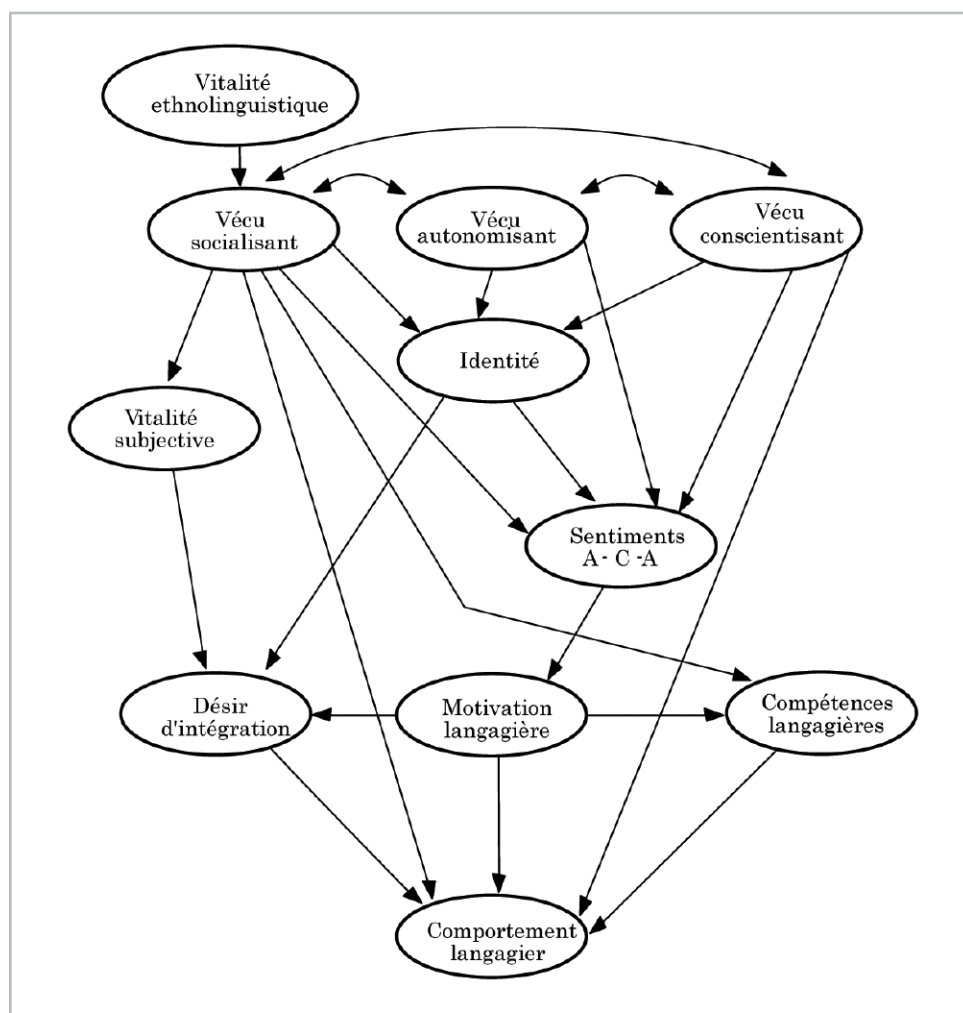 Vitalité
ethnolinguistique
Vécu
socialisant
Vécu
autonomisant
Vécu
conscientisant
Identité
Vitalité
subjective
Sentiments
A - C -A
Désir
d'intégration
Motivation
langagière
Compétences
langagières
Comportement
langagier